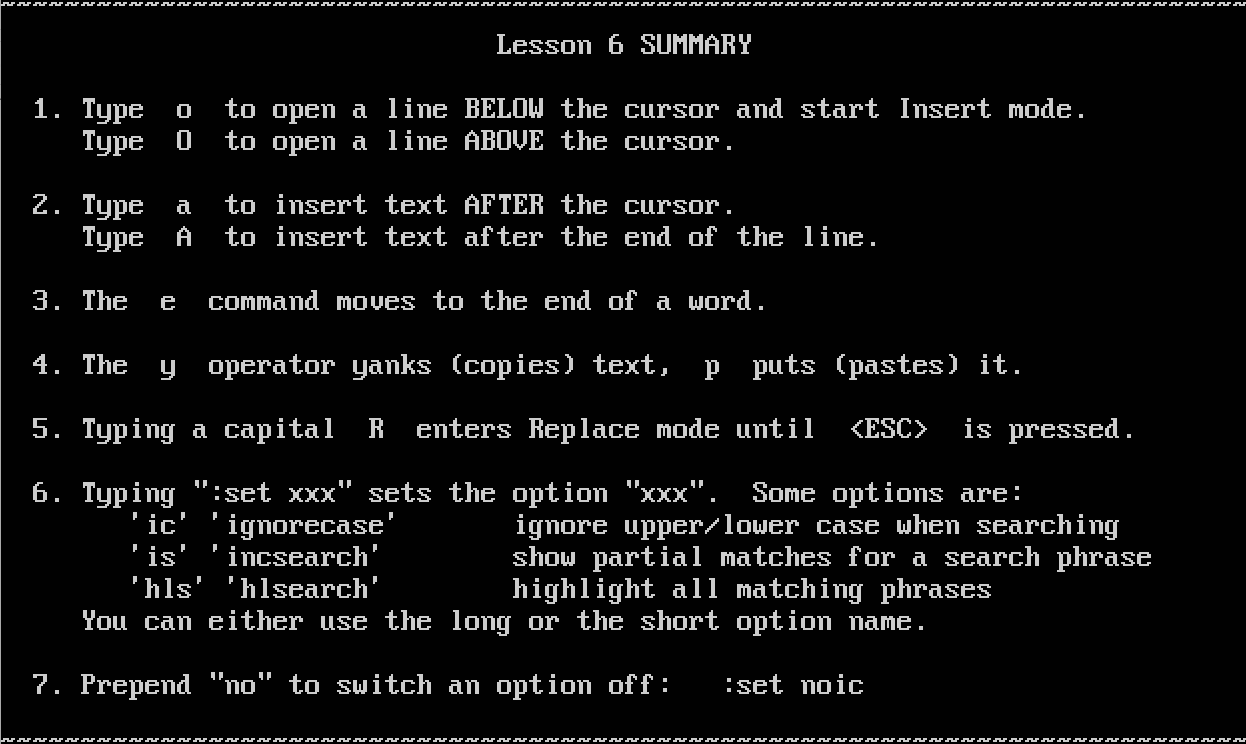 Lesson 6 SUMMARY
1. Type  o  to open a line BELOW the cursor and start Insert mode.
Type  O  to open a line ABOVE the cursor.
2. Type  a  to insert text AFTER the cursor.
Type  A  to insert text after the end of the line.
3. The  e  command moves to the end of a word.
4. The  y  operator yanks (copies) text,  p  puts (pastes) it.
5. Typing a capital  R  enters Replace mode until  <ESC>  is pressed.
6. Typing ":set xxx" sets the option "xxx".  Some options are:
'ic' 'ignorecase'       ignore upper/lower case when searching
'is' 'incsearch'        show partial matches for a search phrase
'hls' 'hlsearch'        highlight all matching phrases
You can either use the long or the short option name.
7. Prepend "no" to switch an option off:   :set noic